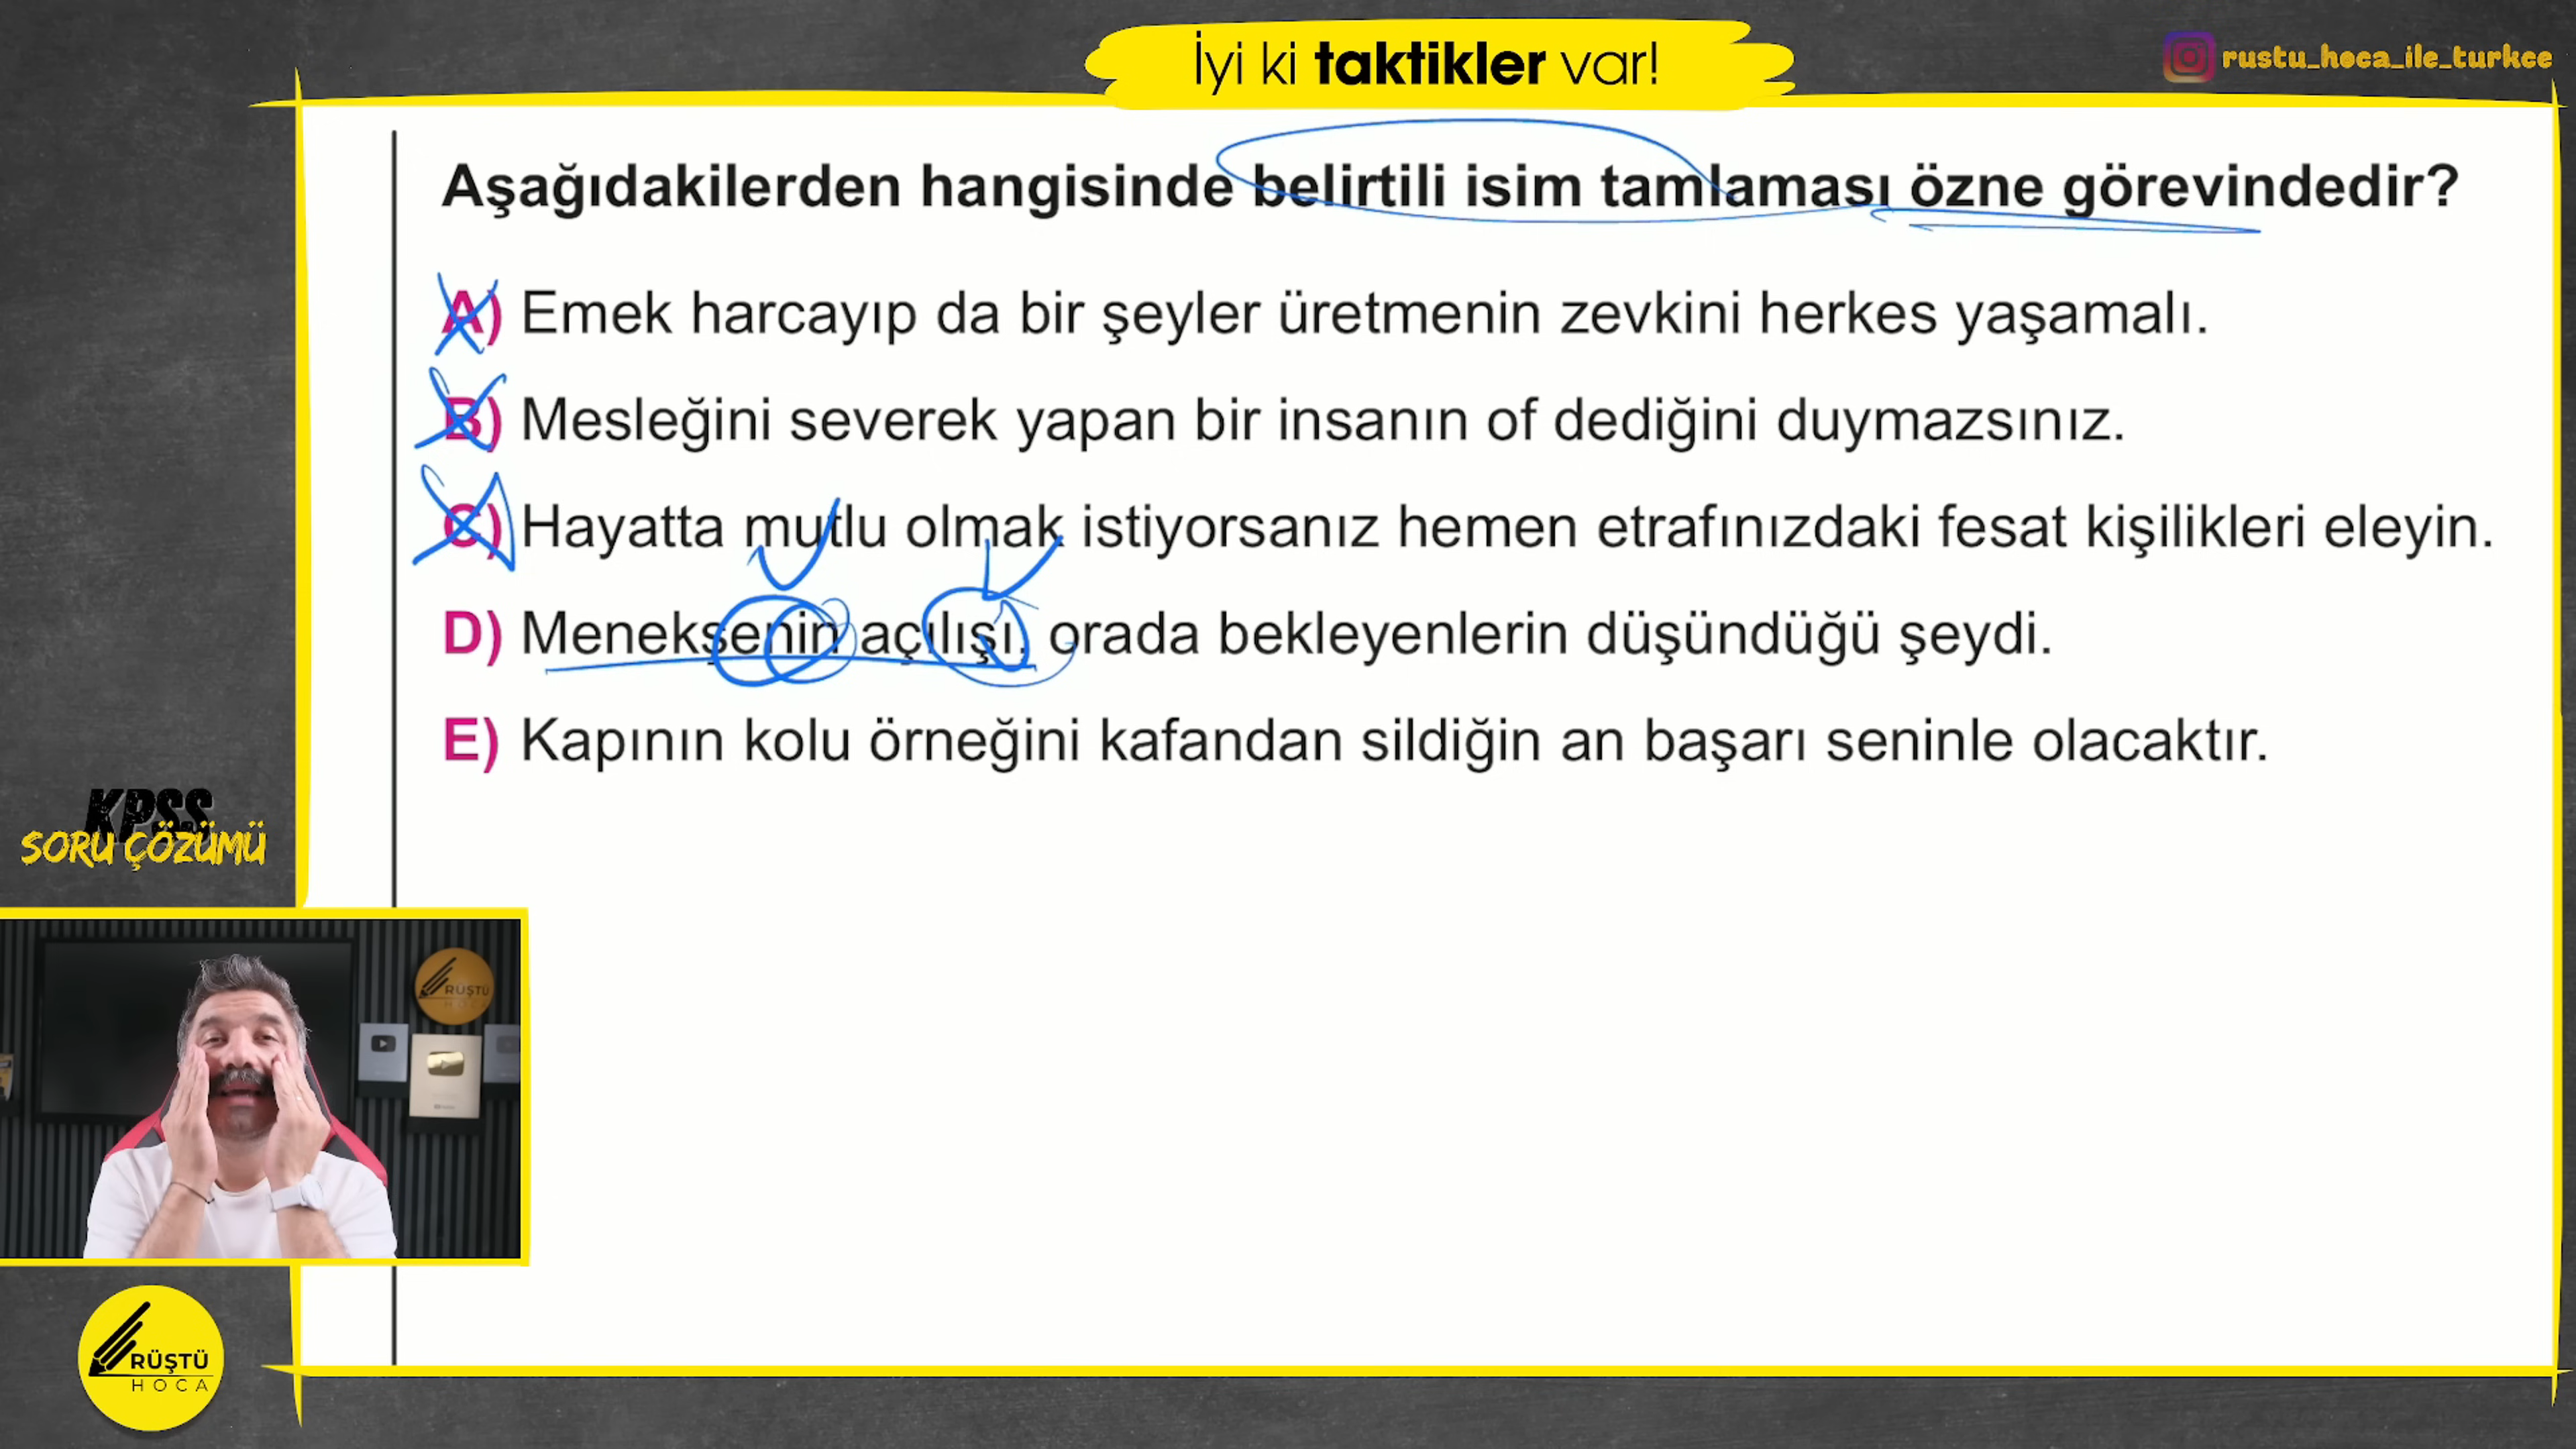 İyi ki taktikler var!
rustu_hoca_ile_turkce
Aşağıdakilerden hangisinde belirtili isim tamlaması özne görevindedir?
A) Emek harcayıp da bir şeyler üretmenin zevkini herkes yaşamalı.
B) Mesleğini severek yapan bir insanın of dediğini duymazsınız.
C) Hayatta mutlu olmak istiyorsanız hemen etrafınızdaki fesat kişilikleri eleyin.
D) Menekşenin açılışı, orada bekleyenlerin düşündüğü şeydi.
E) Kapının kolu örneğini kafandan sildiğin an başarı seninle olacaktır.
KPSS
SORU ÇÖZÜMÜ
RÜŞTÜ
HOCA
RÜŞTÜ
HOCA